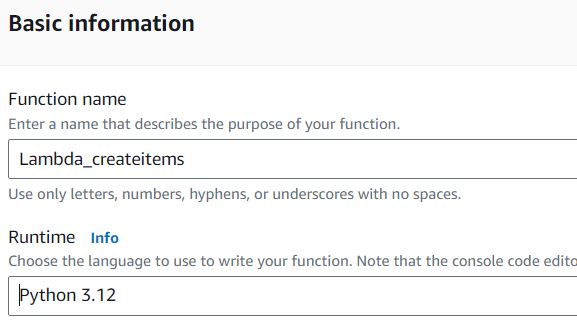 Basic information
Function name
Enter a name that describes the purpose of your function.
Lambda_createitems
Use only letters, numbers, hyphens, or underscores with no spaces.
Runtime Info
Choose the language to use to write your function. Note that the console code edito
Python 3.12